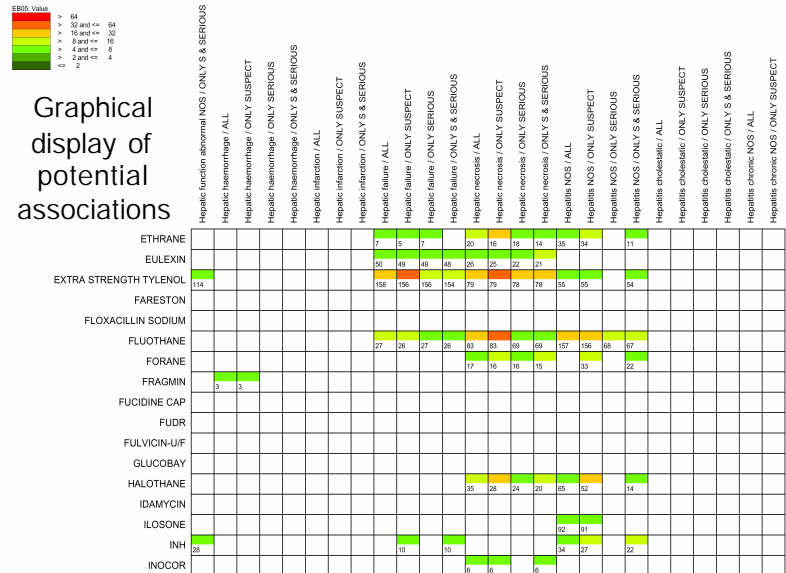 EB05: Value
> 64
> 32 and <= 64
> 16 and <= 32
> 8 and <= 16
> 4 and <= 8
> 2 and <= 4
<= 2
Graphical
display of
potential
associations
Hepatic function abnormal NOS / ONLY S & SERIOUS
Hepatic haemorrhage / ALL
Hepatic haemorrhage / ONLY SUSPECT
Hepatic haemorrhage / ONLY SERIOUS
Hepatic haemorrhage / ONLY S & SERIOUS
Hepatic infarction / ALL
Hepatic infarction / ONLY SUSPECT
Hepatic infarction / ONLY S & SERIOUS
Hepatic failure / ALL
Hepatic failure / ONLY SUSPECT
Hepatic failure / ONLY SERIOUS
Hepatic failure / ONLY S & SERIOUS
Hepatic necrosis / ALL
Hepatic necrosis / ONLY SUSPECT
Hepatic necrosis / ONLY SERIOUS
Hepatic necrosis / ONLY S & SERIOUS
Hepatitis NOS / ALL
Hepatitis NOS / ONLY SUSPECT
Hepatitis NOS / ONLY SERIOUS
Hepatitis NOS / ONLY S & SERIOUS
Hepatitis cholestatic / ALL
Hepatitis cholestatic / ONLY SUSPECT
Hepatitis cholestatic / ONLY SERIOUS
Hepatitis cholestatic / ONLY S & SERIOUS
Hepatitis chronic NOS / ALL
Hepatitis chronic NOS / ONLY SUSPECT
ETHRANE 7 5 7 20 16 18 14 35 34 11
EULEXIN 50 49 49 48 26 25 22 21
EXTRA STRENGTH TYLENOL 114 158 156 156 154 79 79 78 78 55 55 54
FARESTON
FLOXACILLIN SODIUM
FLUOTHANE 27 26 27 26 83 83 69 69 157 156 68 67
FORANE 17 16 16 15 33 22
FRAGMIN 3 3
FUCIDINE CAP
FUDR
FULVICIN-U/F
GLUCOBAY
HALOTHANE 35 28 24 20 65 52 14
IDAMYCIN
ILOSONE 92 91
INH 28 10 10 34 27 22
INOCOR 6 6 6